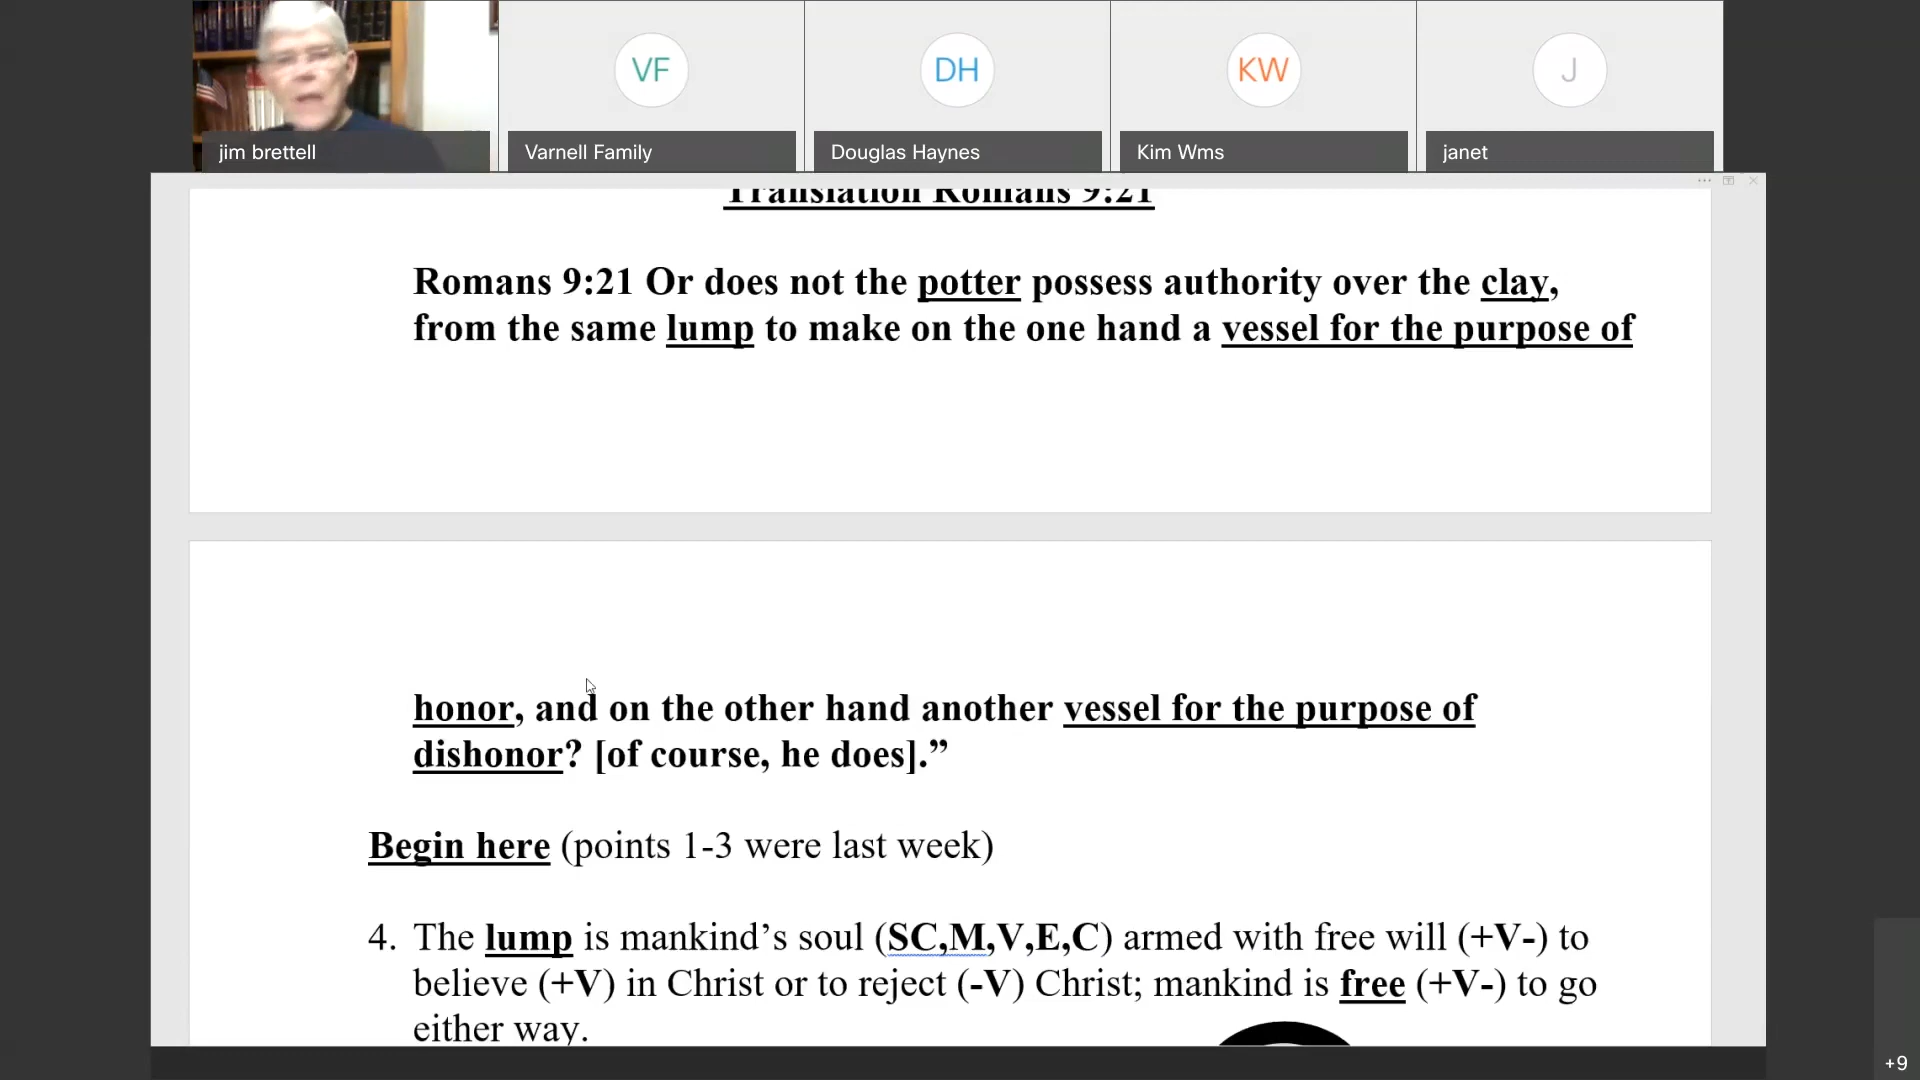 VF
DH
KW
J
jim brettell
Varnell Family
Douglas Haynes
Kim Wms
janet
Translation Romans 9:21
Romans 9:21 Or does not the potter possess authority over the clay,
from the same lump to make on the one hand a vessel for the purpose of
honor, and on the other hand another vessel for the purpose of
dishonor? [of course, he does].”
Begin here (points 1-3 were last week)
4. The lump is mankind’s soul (SC,M,V,E,C) armed with free will (+V-) to
believe (+V) in Christ or to reject (-V) Christ; mankind is free (+V-) to go
either way.
+9